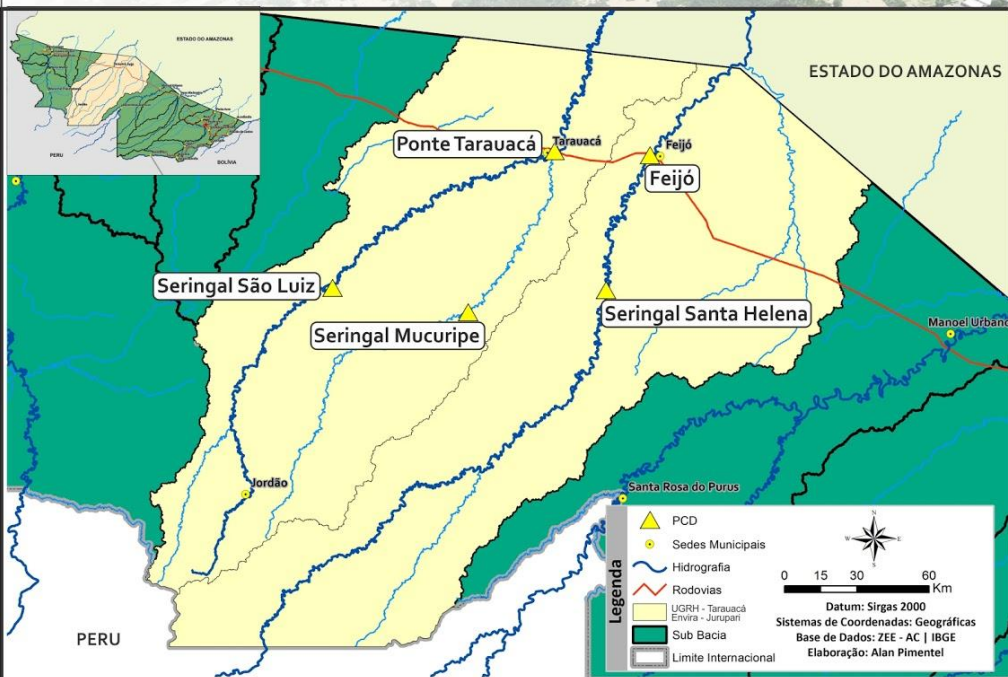 ESTADO DO AMAZONAS
PERU
BOLÍVIA
ESTADO DO AMAZONAS
Ponte Tarauacá
Tarauacá
Feijó
Feijó
Seringal São Luiz
Seringal Mucuripe
Seringal Santa Helena
Manoel Urbano
Jordão
Santa Rosa do Purus
PERU
Legenda
PCD
Sedes Municipais
Hidrografia
Rodovias
UGRH - Tarauacá
Envira - Jurupari
Sub Bacia
Limite Internacional
N
W E
S
0 15 30 60
Km
Datum: Sirgas 2000
Sistemas de Coordenadas: Geográficas
Base de Dados: ZEE - AC | IBGE
Elaboração: Alan Pimentel